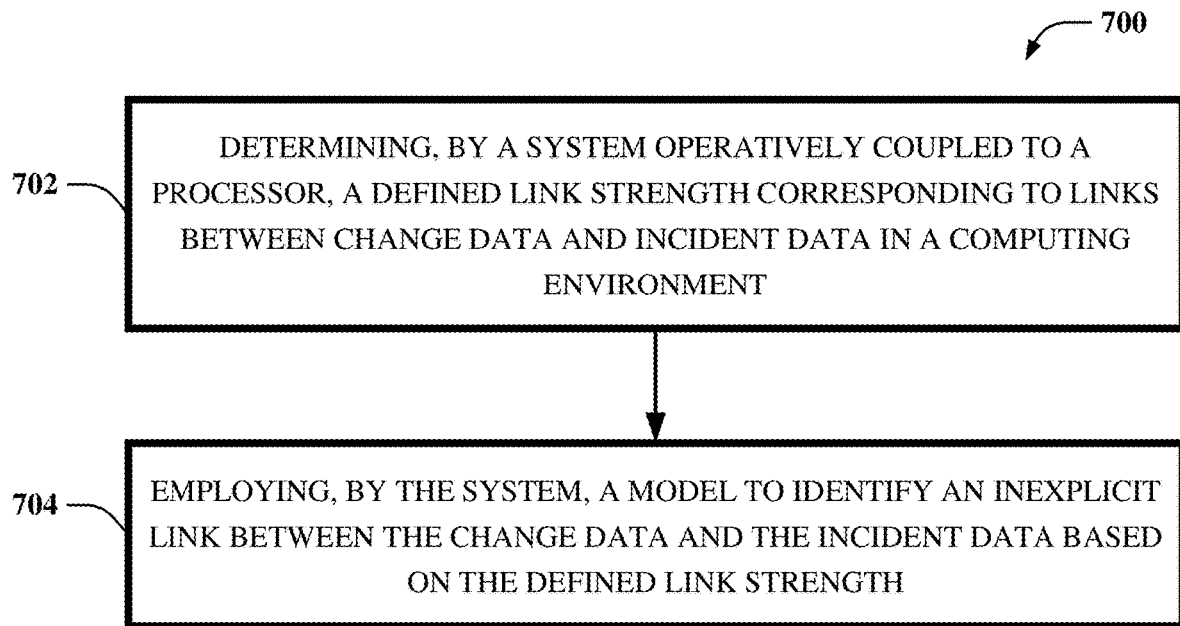 700
702
DETERMINING, BY A SYSTEM OPERATIVELY COUPLED TO A
PROCESSOR, A DEFINED LINK STRENGTH CORRESPONDING TO LINKS
BETWEEN CHANGE DATA AND INCIDENT DATA IN A COMPUTING
ENVIRONMENT
704
EMPLOYING, BY THE SYSTEM, A MODEL TO IDENTIFY AN INEXPLICIT
LINK BETWEEN THE CHANGE DATA AND THE INCIDENT DATA BASED
ON THE DEFINED LINK STRENGTH